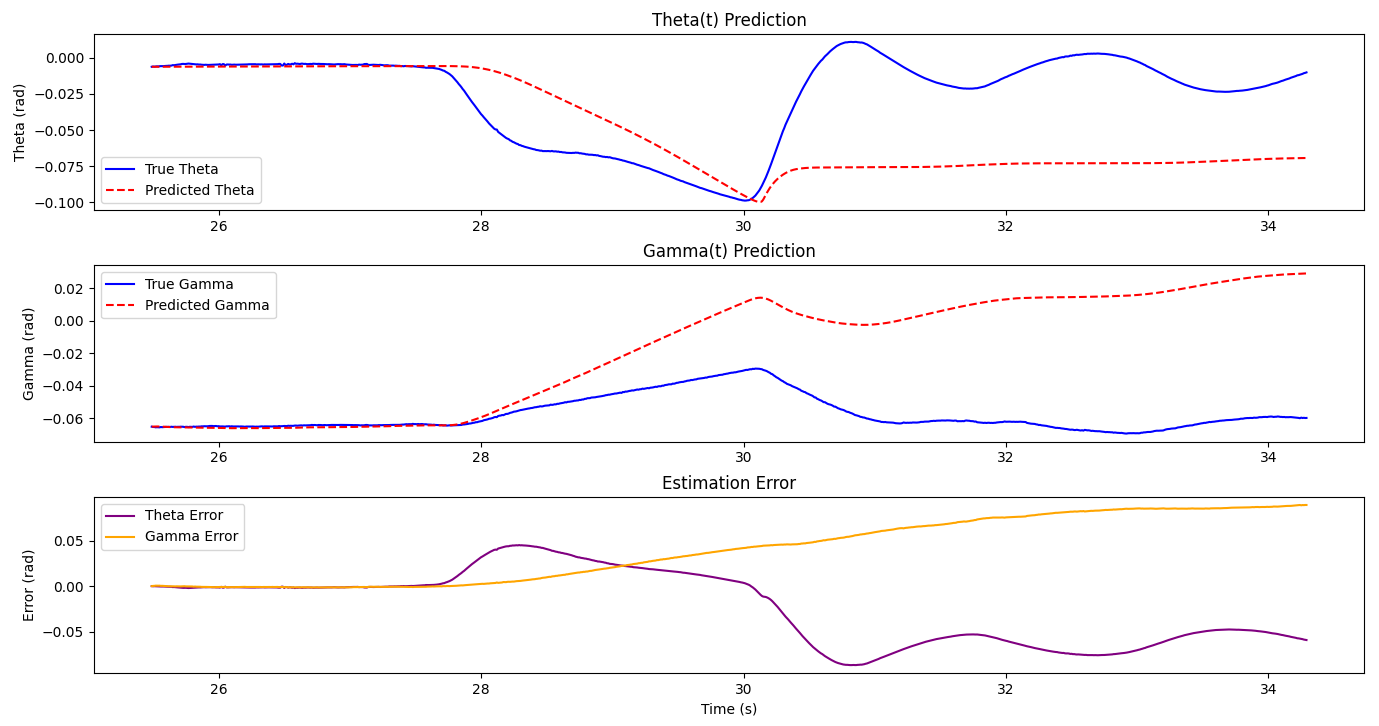 Theta(t) Prediction
Theta (rad)
0.000
−0.025
−0.050
−0.075
−0.100
True Theta
Predicted Theta
26 28 30 32 34
Gamma(t) Prediction
Gamma (rad)
0.02
0.00
−0.02
−0.04
−0.06
True Gamma
Predicted Gamma
26 28 30 32 34
Estimation Error
Error (rad)
0.05
0.00
−0.05
Theta Error
Gamma Error
26 28 30 32 34
Time (s)